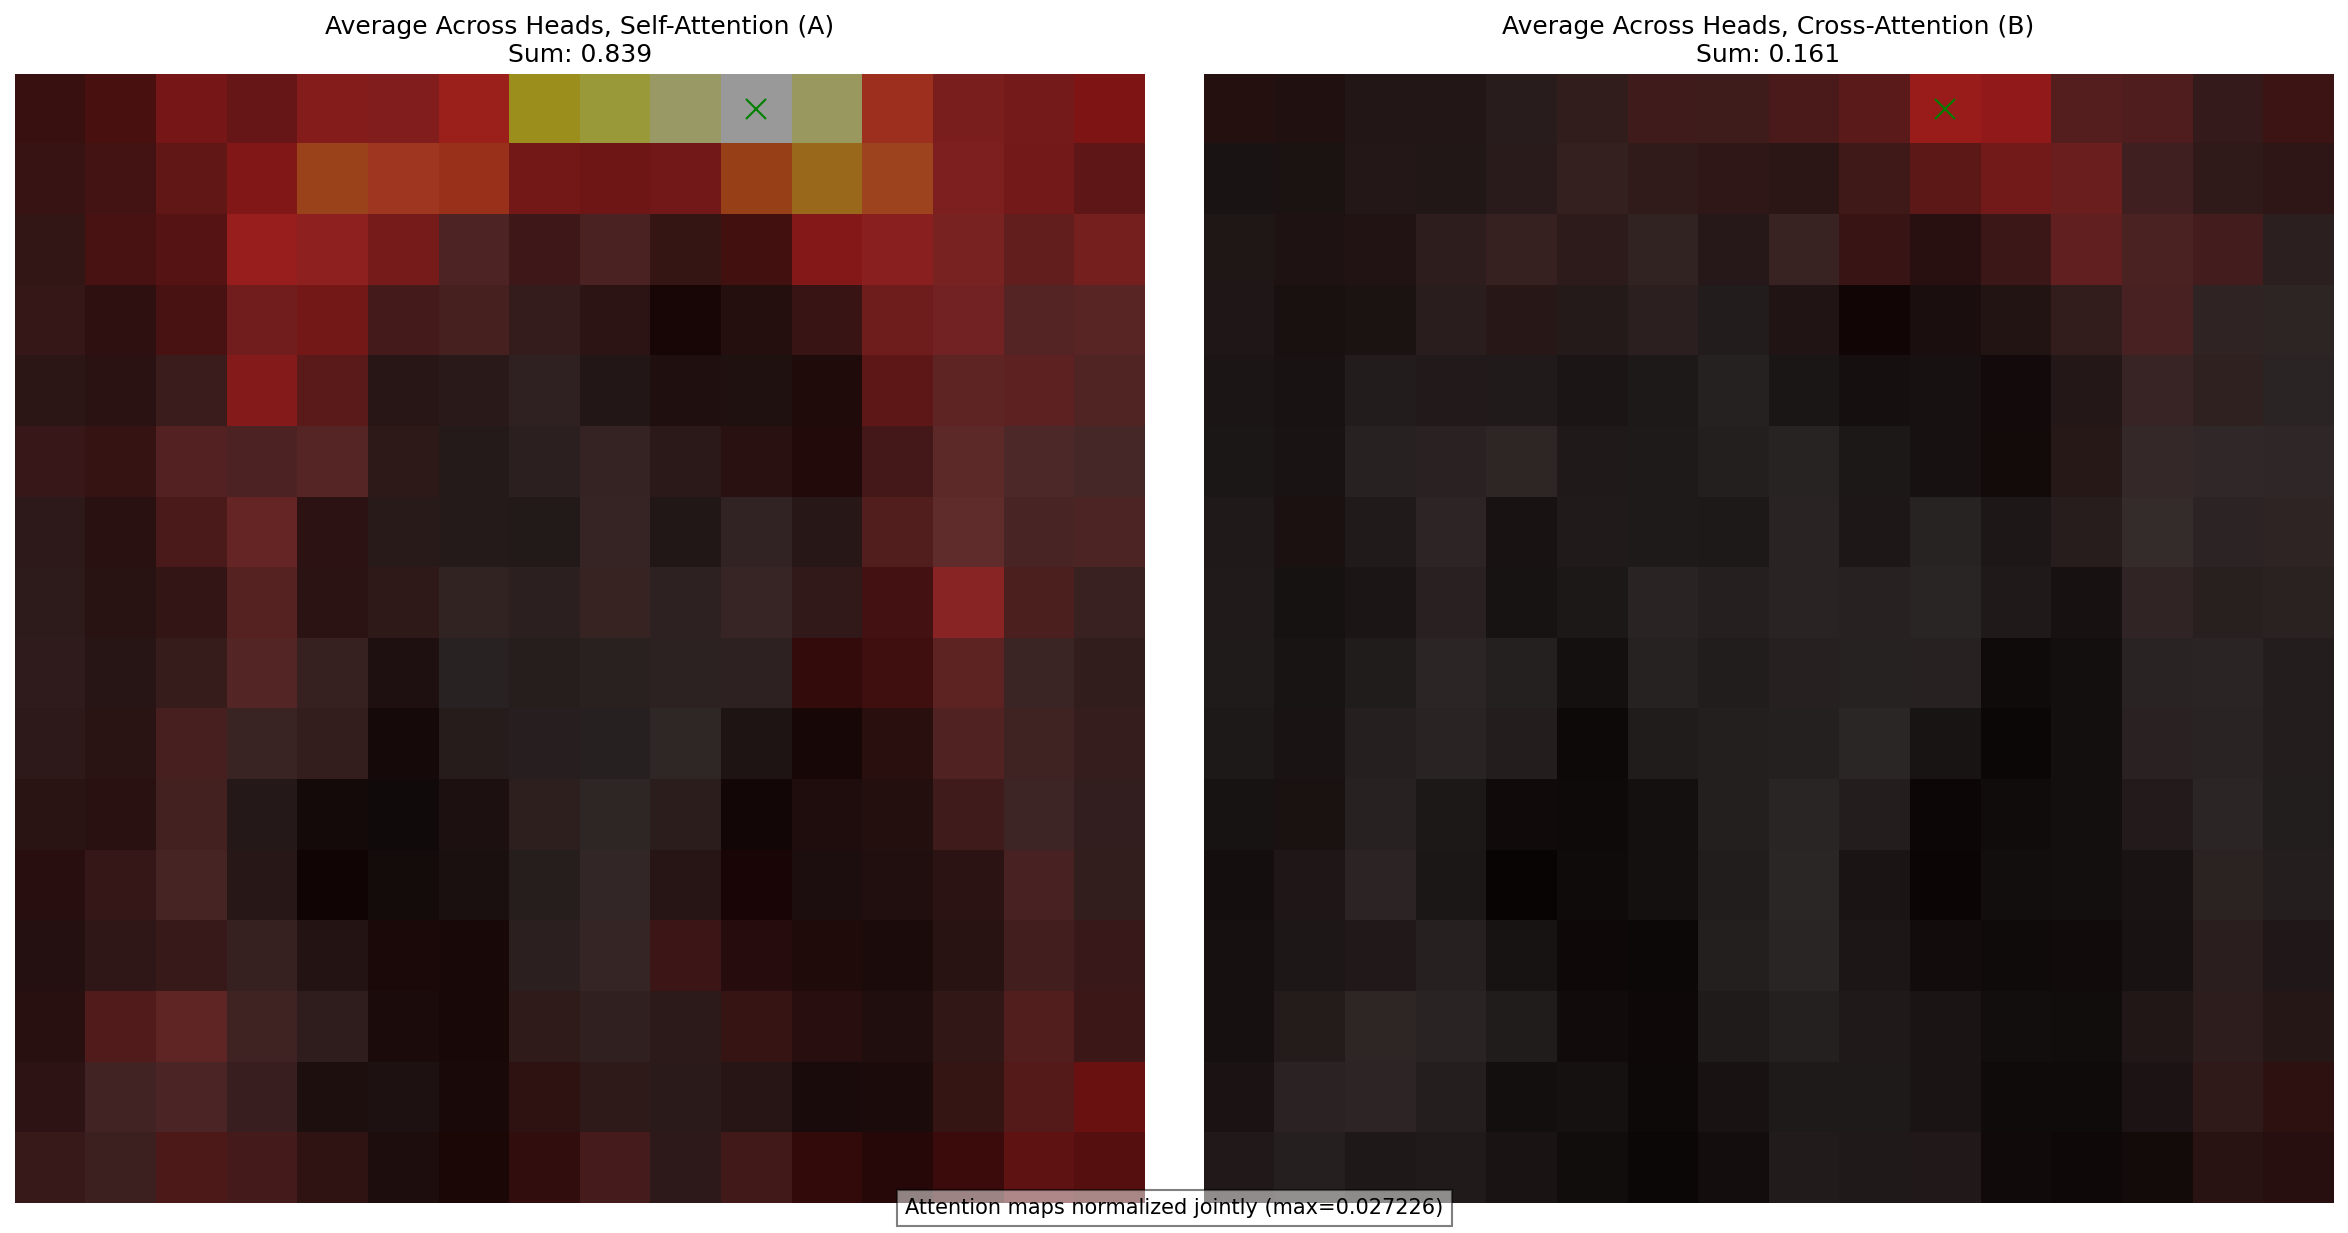 Average Across Heads, Self-Attention (A)
Sum: 0.839
Average Across Heads, Cross-Attention (B)
Sum: 0.161
Attention maps normalized jointly (max=0.027226)